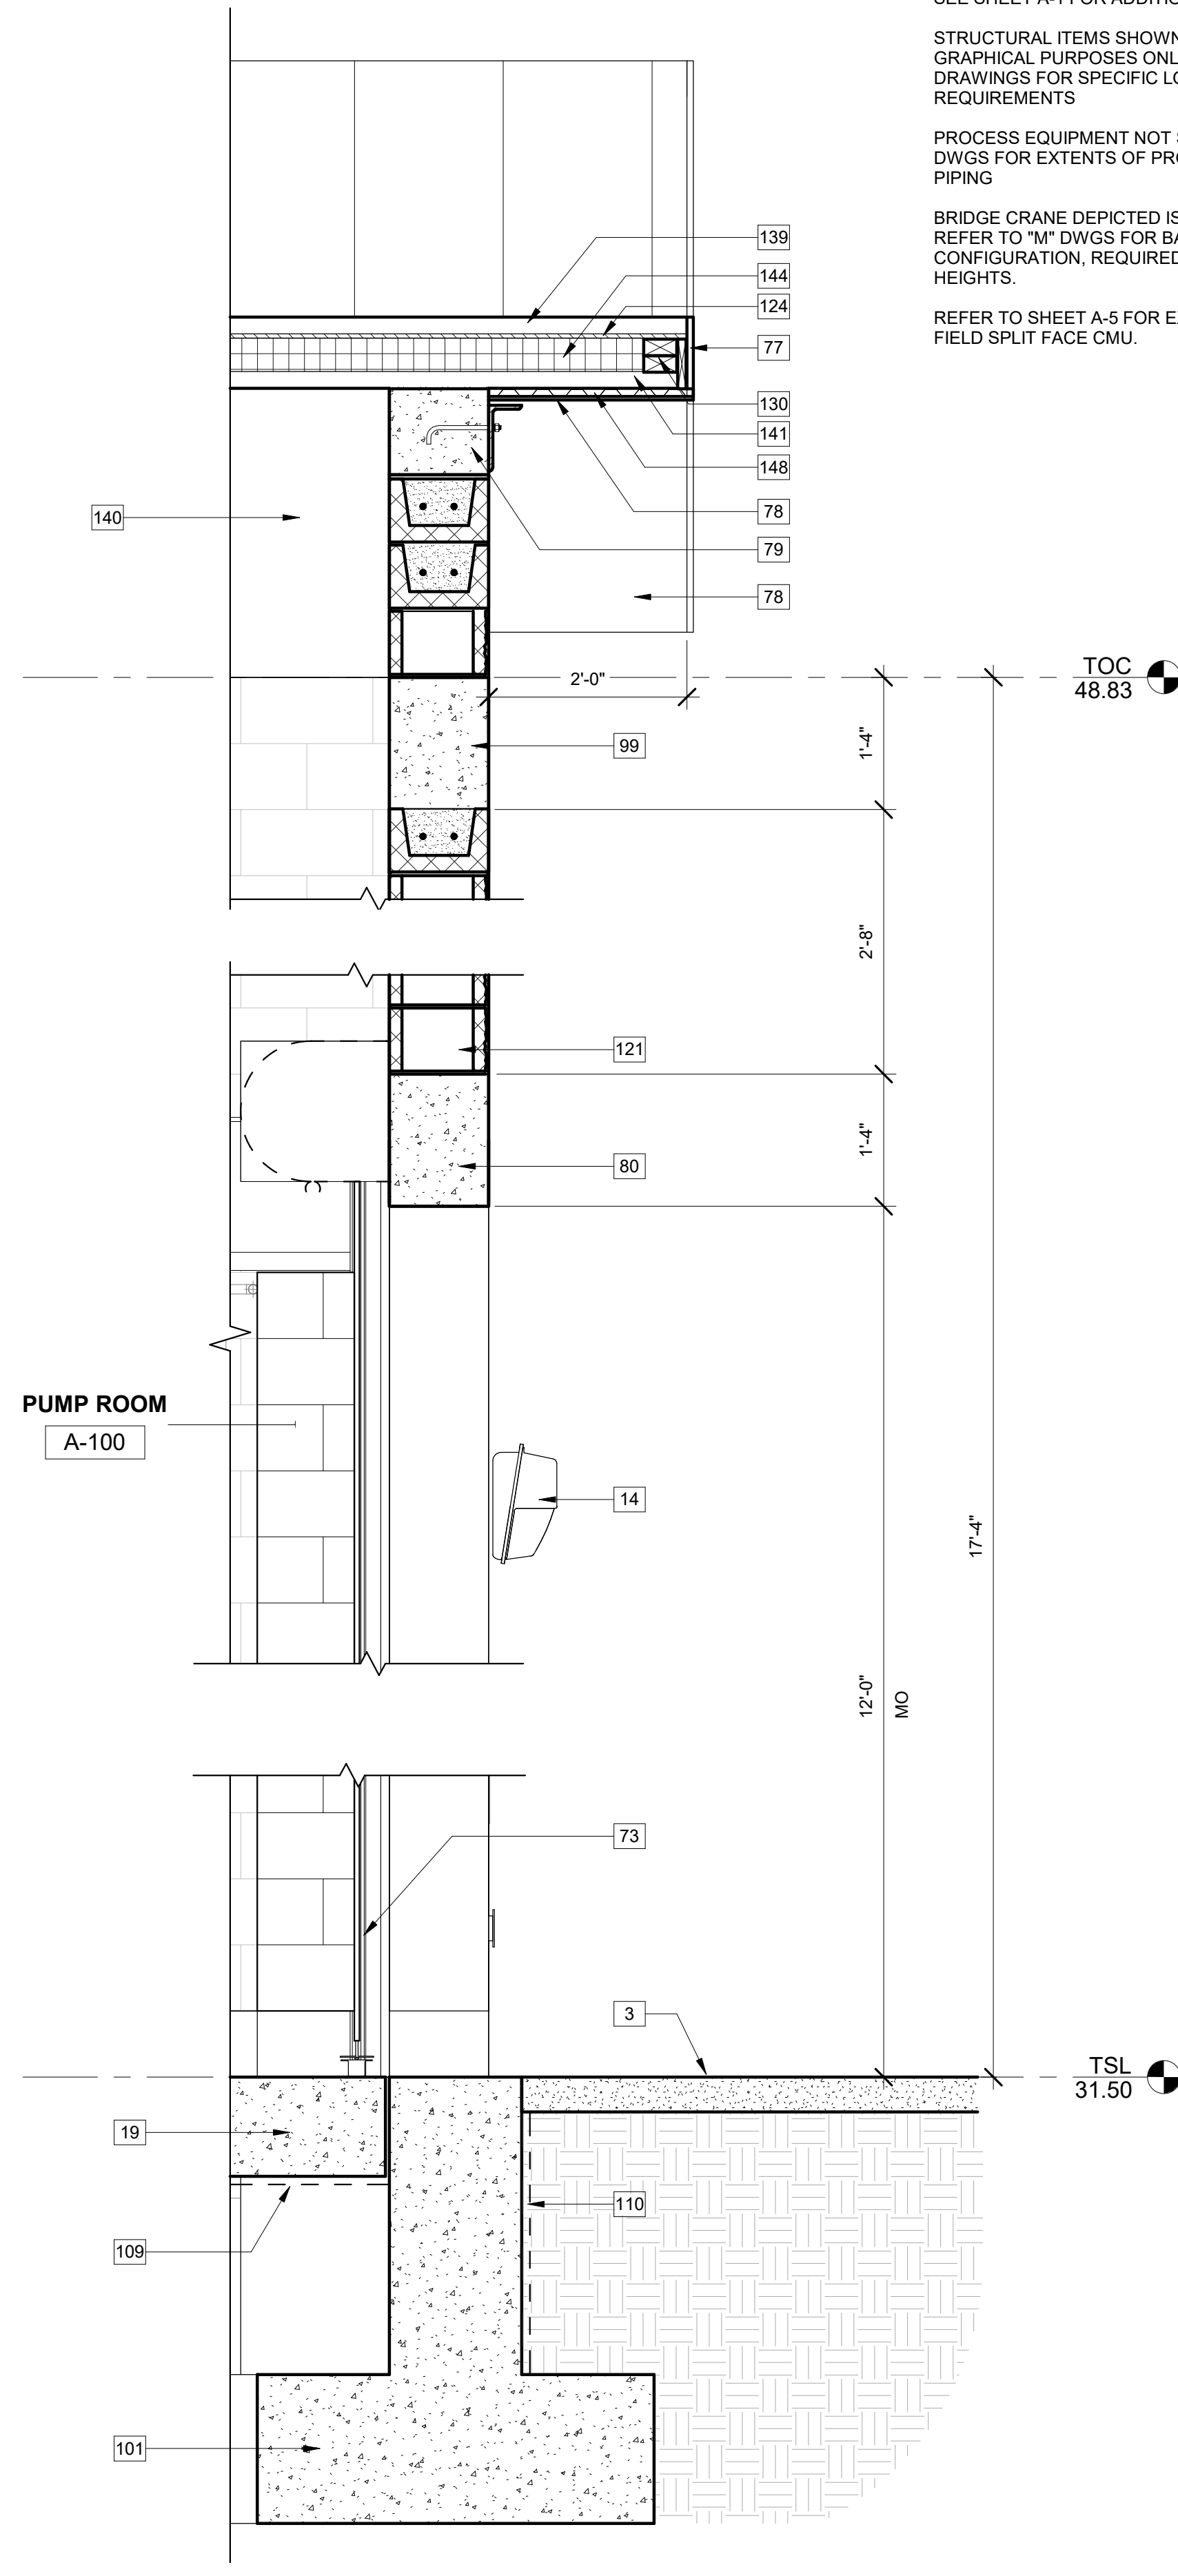 SEE SHEET A-1 FOR
STRUCTURAL ITEMS SHOWN
GRAPHICAL PURPOSES
DRAWINGS FOR SPECIFIC
REQUIREMENTS
PROCESS EQUIPMENT NOT
DWGS FOR EXTENTS OF
PIPING
BRIDGE CRANE DEPICTED IS
REFER TO "M" DWGS FOR
CONFIGURATION, REQUIRED
HEIGHTS.
REFER TO SHEET A-5 FOR
FIELD SPLIT FACE CMU.
139
144
124
77
130
141
148
78
140
79
78
TOC
48.83
2'-0"
99
1'-4"
2'-8"
121
1'-4"
80
PUMP ROOM
A-100
14
17'-4"
12'-0"
MO
73
3
TSL
31.50
19
110
109
101